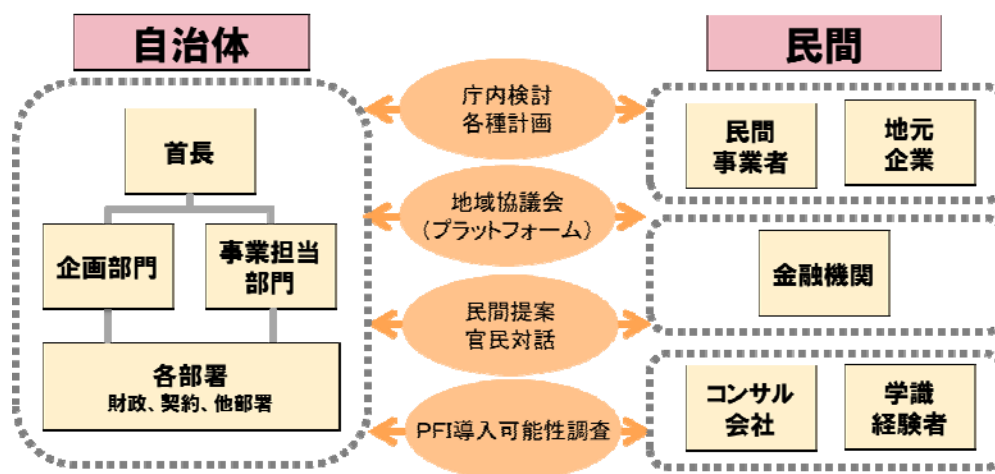 自治体
首長
企画部門
事業担当
部門
各部署
財政、契約、他部署
庁内検討
各種計画
地域協議会
（プラットフォーム）
民間提案
官民対話
PFI導入可能性調査
民間
民間
事業者
地元
企業
金融機関
コンサル
会社
学識
経験者